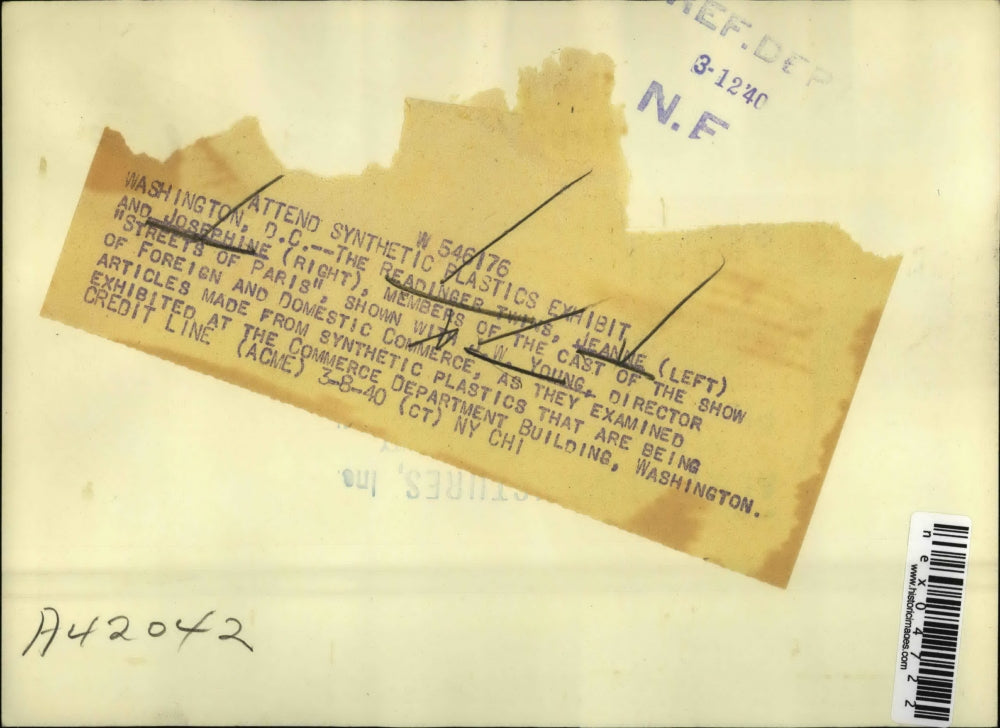 REF.DEP
3-12'40
N.E
W 546176
ATTEND SYNTHETIC PLASTICS EXHIBIT
WASHINGTON, D.C.--THE READINGER TWINS, JEANNE (LEFT)
AND JOSEPHINE (RIGHT), MEMBERS OF THE CAST OF THE SHOW
"STREETS OF PARIS", SHOWN WITH J. W. YOUNG, DIRECTOR
OF FOREIGN AND DOMESTIC COMMERCE, AS THEY EXAMINED
ARTICLES MADE FROM SYNTHETIC PLASTICS THAT ARE BEING
EXHIBITED AT THE COMMERCE DEPARTMENT BUILDING, WASHINGTON.
CREDIT LINE (ACME) 3-8-40 (CT) NY CHI
A42042
nex04722
www.historicimages.com